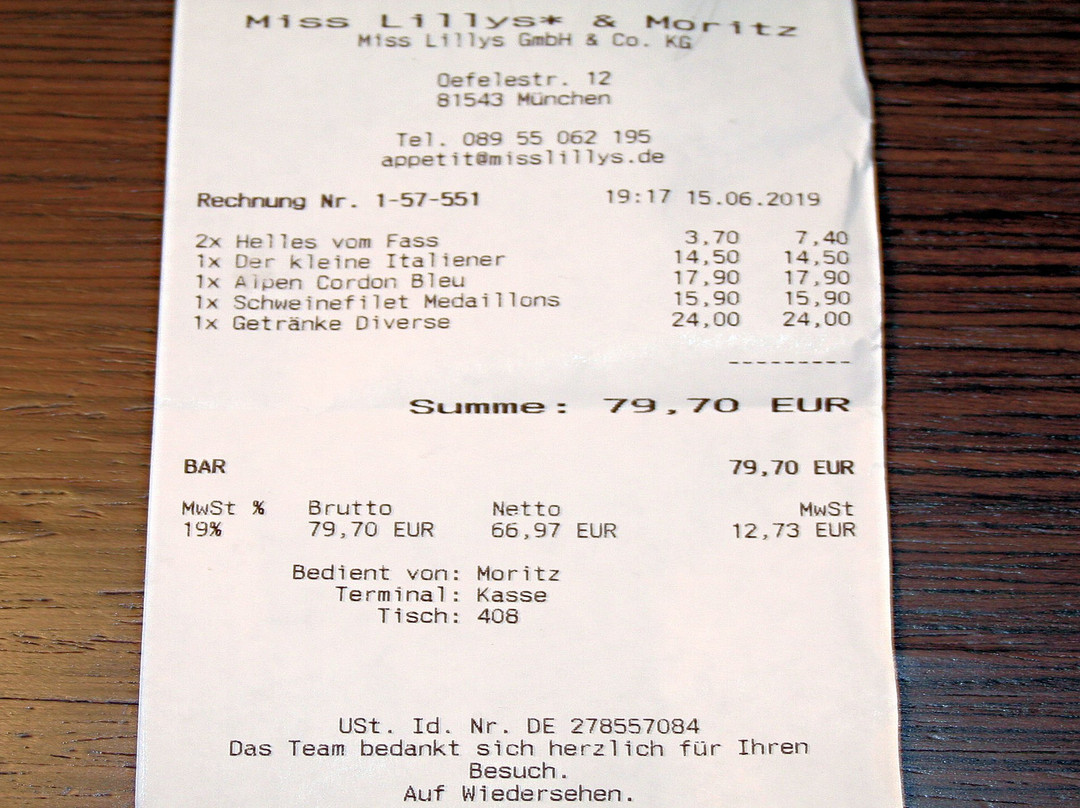 Miss Lillys* & Moritz
Miss Lillys GmbH & Co. KG
Oefelestr. 12
81543 München
Tel. 089 55 062 195
appetit@misslillys.de
Rechnung Nr. 1-57-551 19:17 15.06.2019
2x Helles vom Fass 3,70 7,40
1x Der kleine Italiener 14,50 14,50
1x Alpen Cordon Bleu 17,90 17,90
1x Schweinefilet Medaillons 15,90 15,90
1x Getränke Diverse 24,00 24,00
---------
Summe: 79,70 EUR
BAR 79,70 EUR
MwSt % Brutto Netto MwSt
19% 79,70 EUR 66,97 EUR 12,73 EUR
Bedient von: Moritz
Terminal: Kasse
Tisch: 408
USt. Id. Nr. DE 278557084
Das Team bedankt sich herzlich für Ihren
Besuch.
Auf Wiedersehen.